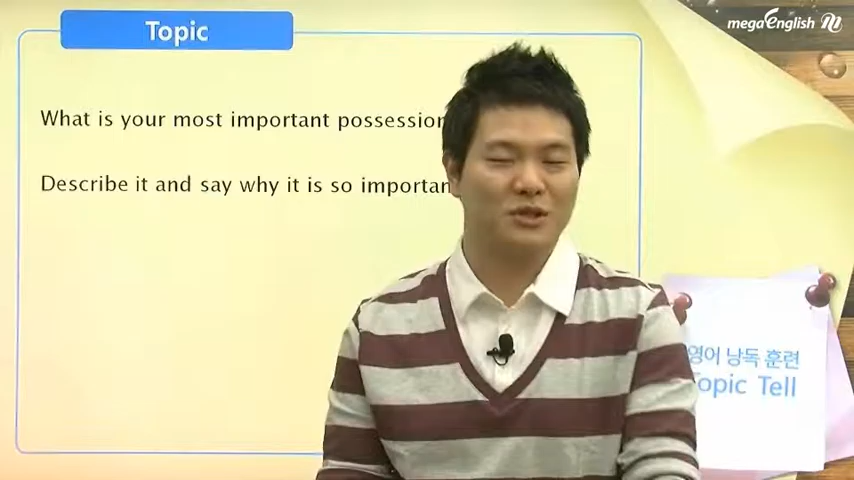 Topic
megaEnglish M
What is your most important possession
Describe it and say why it is so importan
영어 낭독 훈련
Topic Tell